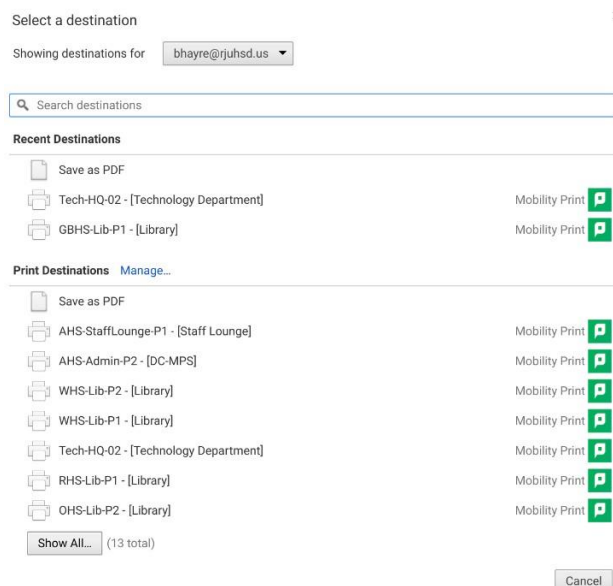 Select a destination
Showing destinations for bhayre@rjuhsd.us
Search destinations
Recent Destinations
Save as PDF
Tech-HQ-02 - [Technology Department] Mobility Print
GBHS-Lib-P1 - [Library] Mobility Print
Print Destinations Manage...
Save as PDF
AHS-StaffLounge-P1 - [Staff Lounge] Mobility Print
AHS-Admin-P2 - [DC-MPS] Mobility Print
WHS-Lib-P2 - [Library] Mobility Print
WHS-Lib-P1 - [Library] Mobility Print
Tech-HQ-02 - [Technology Department] Mobility Print
RHS-Lib-P1 - [Library] Mobility Print
OHS-Lib-P2 - [Library] Mobility Print
Show All... (13 total)
Cancel